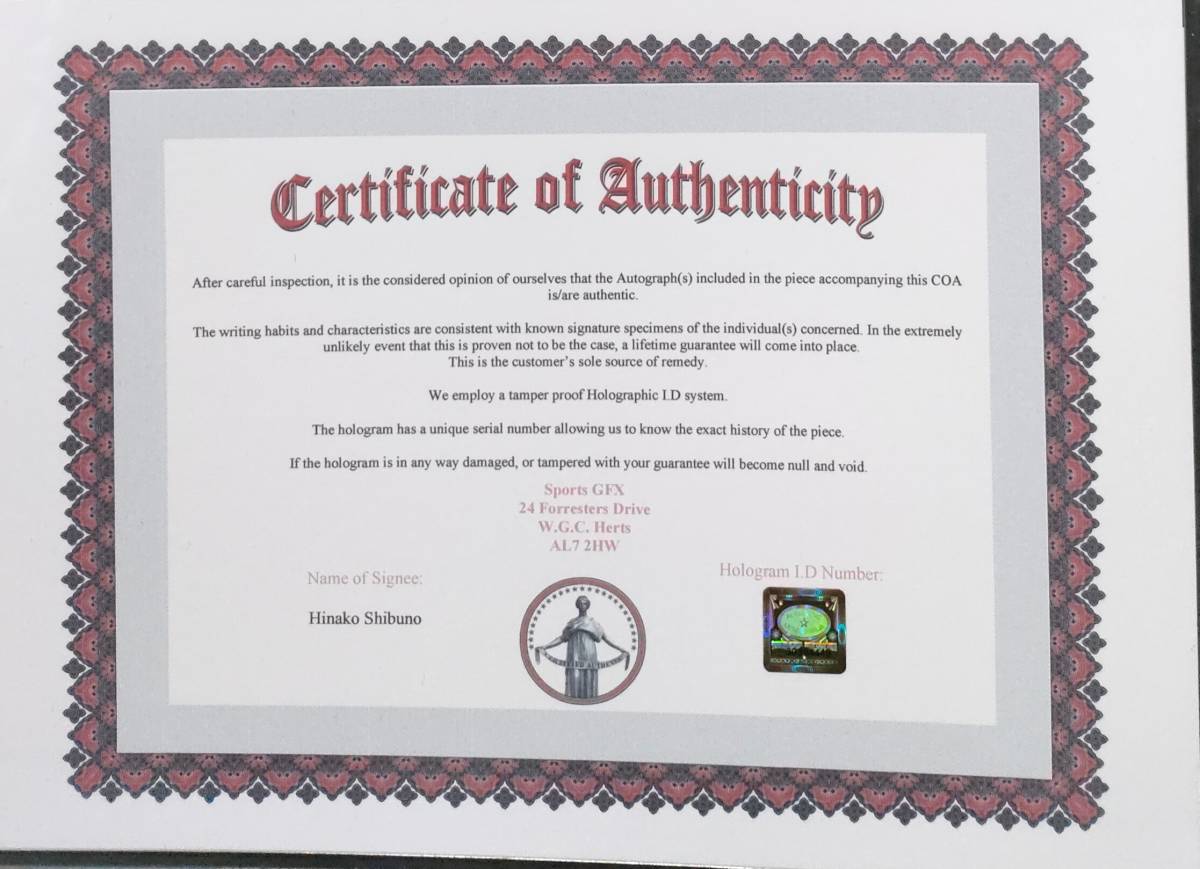 Certificate of Authenticity
After careful inspection, it is the considered opinion of ourselves that the Autograph(s) included in the piece accompanying this COA
is/are authentic.
The writing habits and characteristics are consistent with known signature specimens of the individual(s) concerned. In the extremely
unlikely event that this is proven not to be the case, a lifetime guarantee will come into place.
This is the customer's sole source of remedy.
We employ a tamper proof Holographic I.D system.
The hologram has a unique serial number allowing us to know the exact history of the piece.
If the hologram is in any way damaged, or tampered with your guarantee will become null and void.
Sports GFX
24 Forresters Drive
W.G.C. Herts
AL7 2HW
Name of Signee:
Hologram I.D Number:
Hinako Shibuno